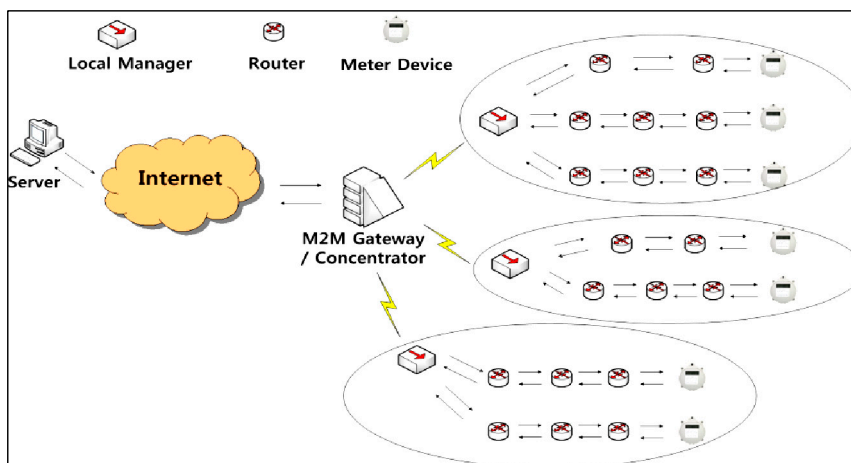 Local Manager
Router
Meter Device
Server
Internet
M2M Gateway
/ Concentrator